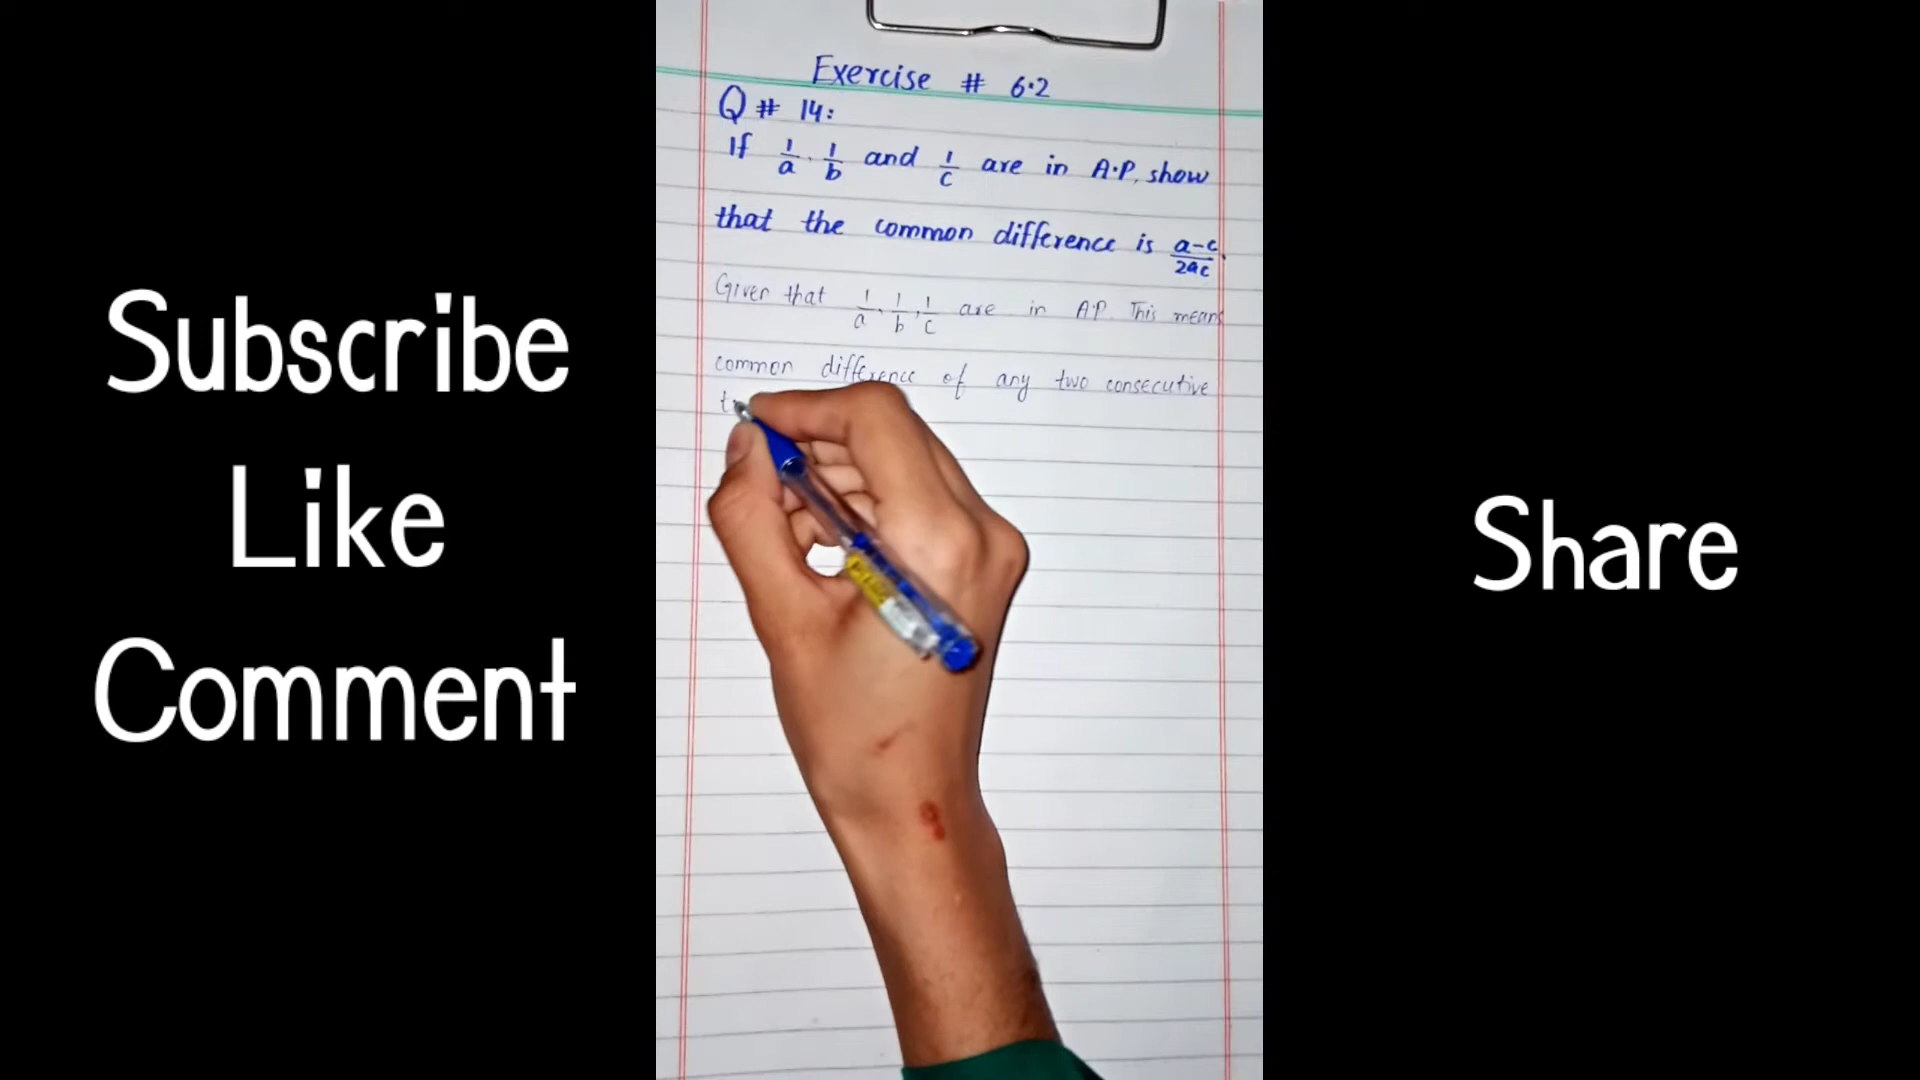 Subscribe
Like
Comment
Exercise # 6.2
Q # 14:
If 1/a, 1/b and 1/c are in A.P, show
that the common difference is a-c/2ac.
Given that 1/a, 1/b, 1/c are in A.P. This means
common difference of any two consecutive
Share